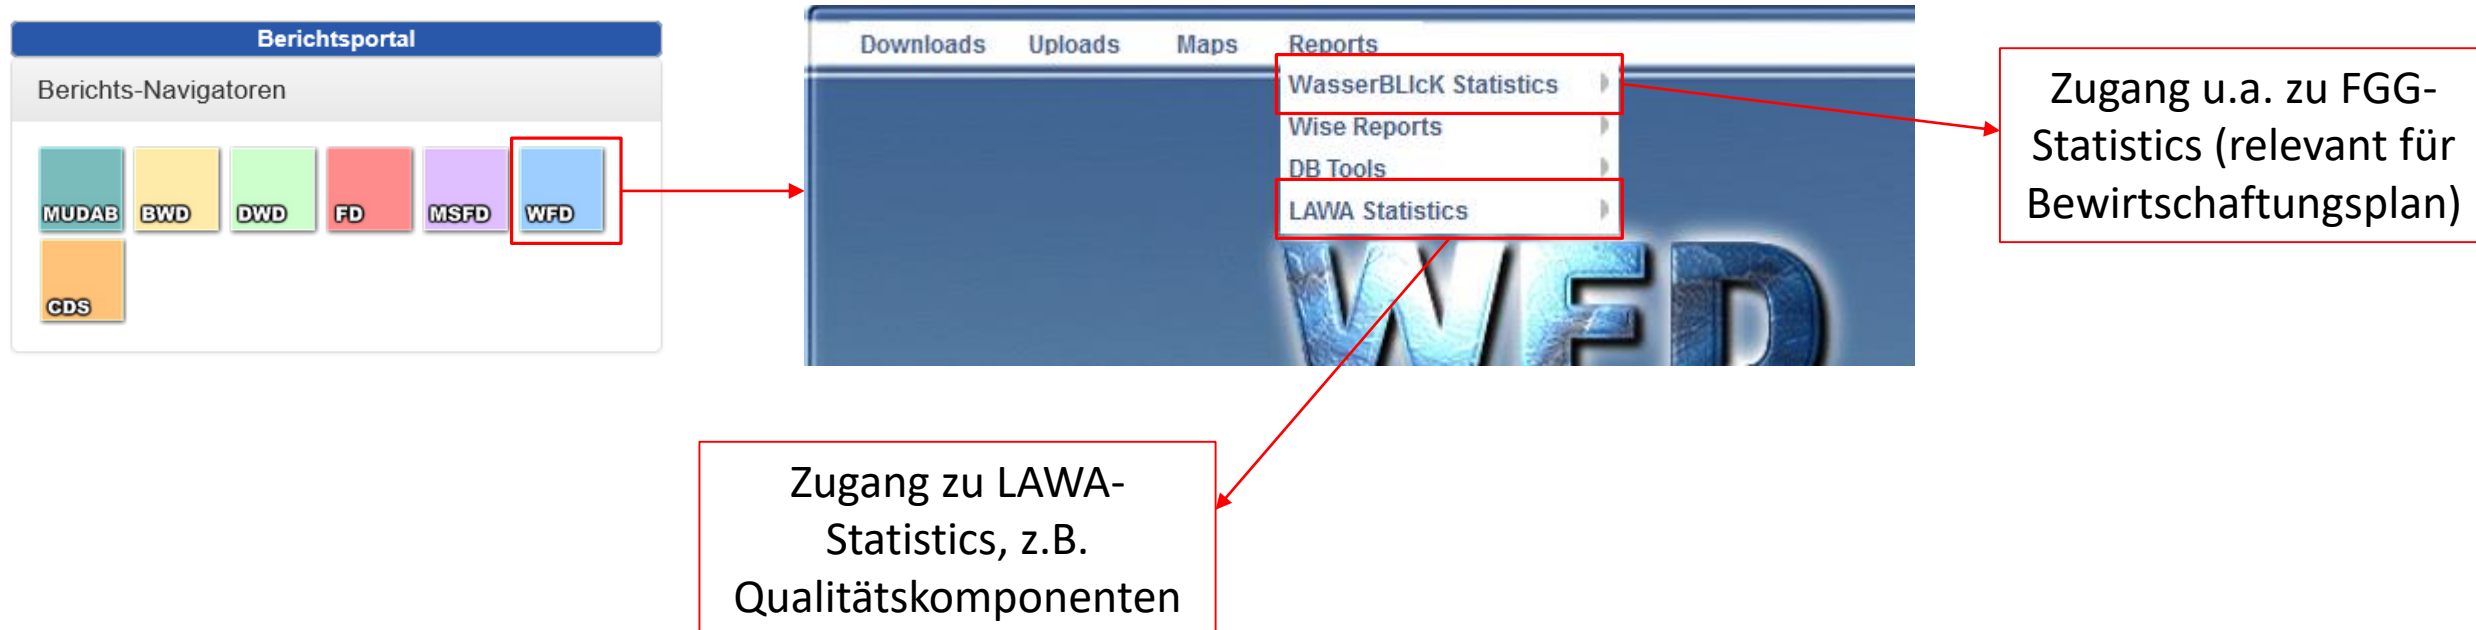 Berichtsportal
Berichts-Navigatoren
MUDAB BWD DWD FD MSFD WFD
CDS
Downloads Uploads Maps Reports
WasserBLIcK Statistics
Wise Reports
DB Tools
LAWA Statistics
WFD
Zugang u.a. zu FGG-
Statistics (relevant für
Bewirtschaftungsplan)
Zugang zu LAWA-
Statistics, z.B.
Qualitätskomponenten